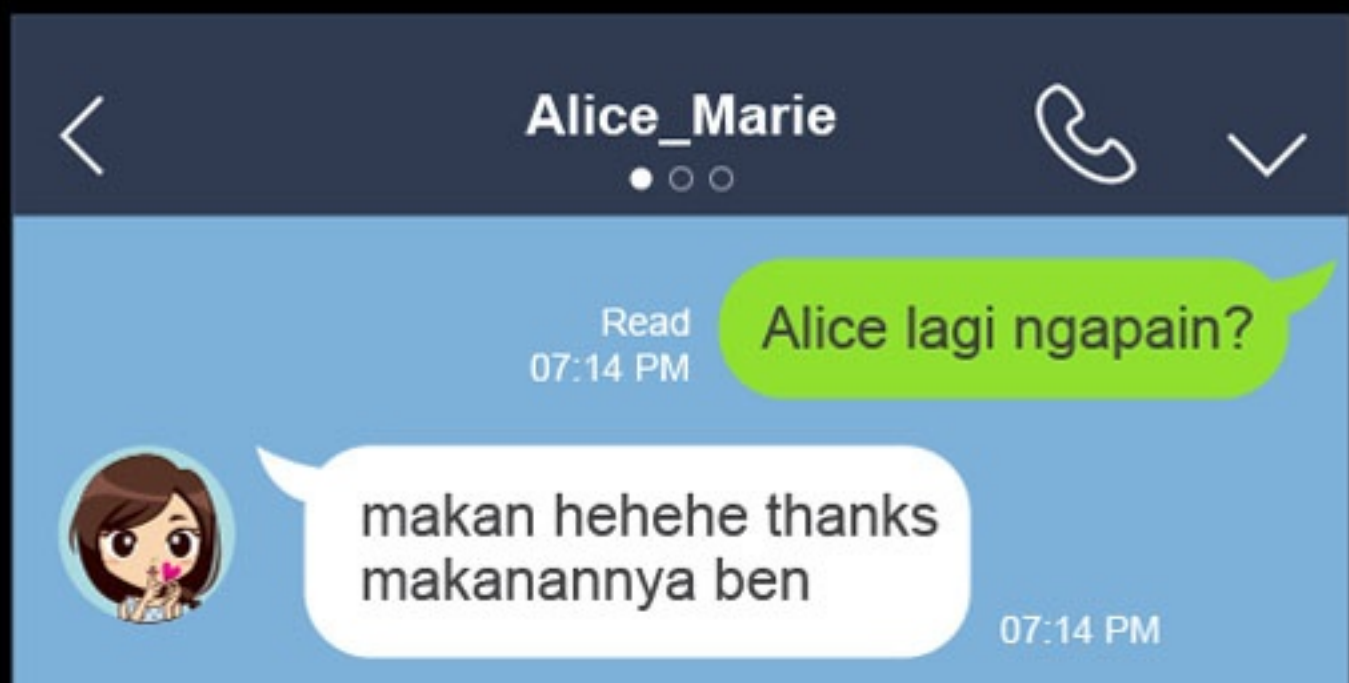 Alice_Marie
Alice lagi ngapain?
Read
07:14 PM
makan hehehe thanks
makanannya ben
07:14 PM